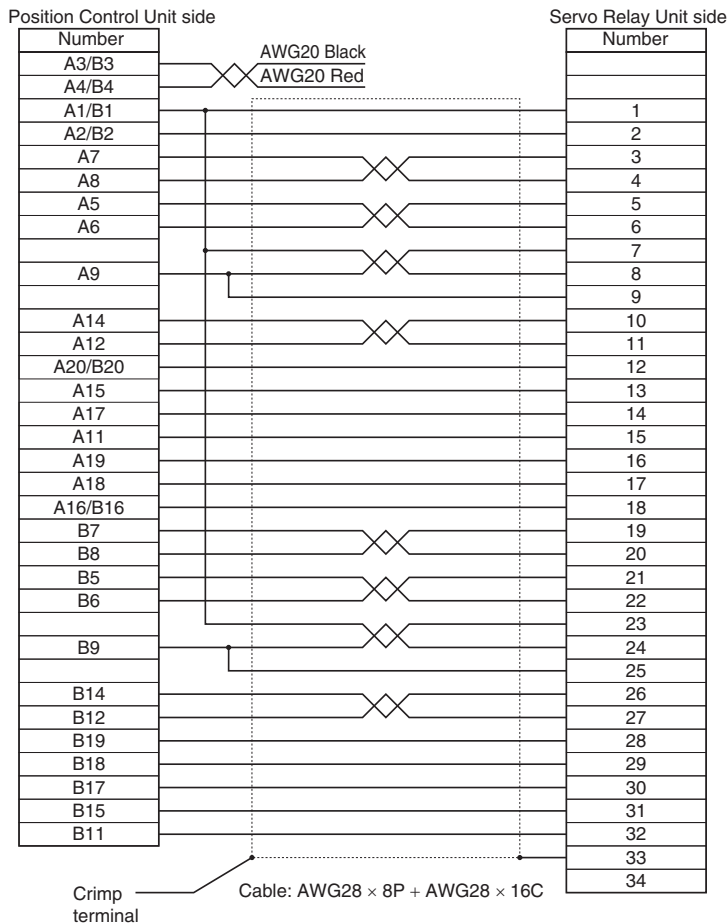 Position Control Unit side Servo Relay Unit side
Number Number
A3/B3 AWG20 Black
A4/B4 AWG20 Red
A1/B1 1
A2/B2 2
A7 3
A8 4
A5 5
A6 6
7
A9 8
9
A14 10
A12 11
A20/B20 12
A15 13
A17 14
A11 15
A19 16
A18 17
A16/B16 18
B7 19
B8 20
B5 21
B6 22
23
B9 24
25
B14 26
B12 27
B19 28
B18 29
B17 30
B15 31
B11 32
33
34
Crimp
terminal
Cable: AWG28 × 8P + AWG28 × 16C